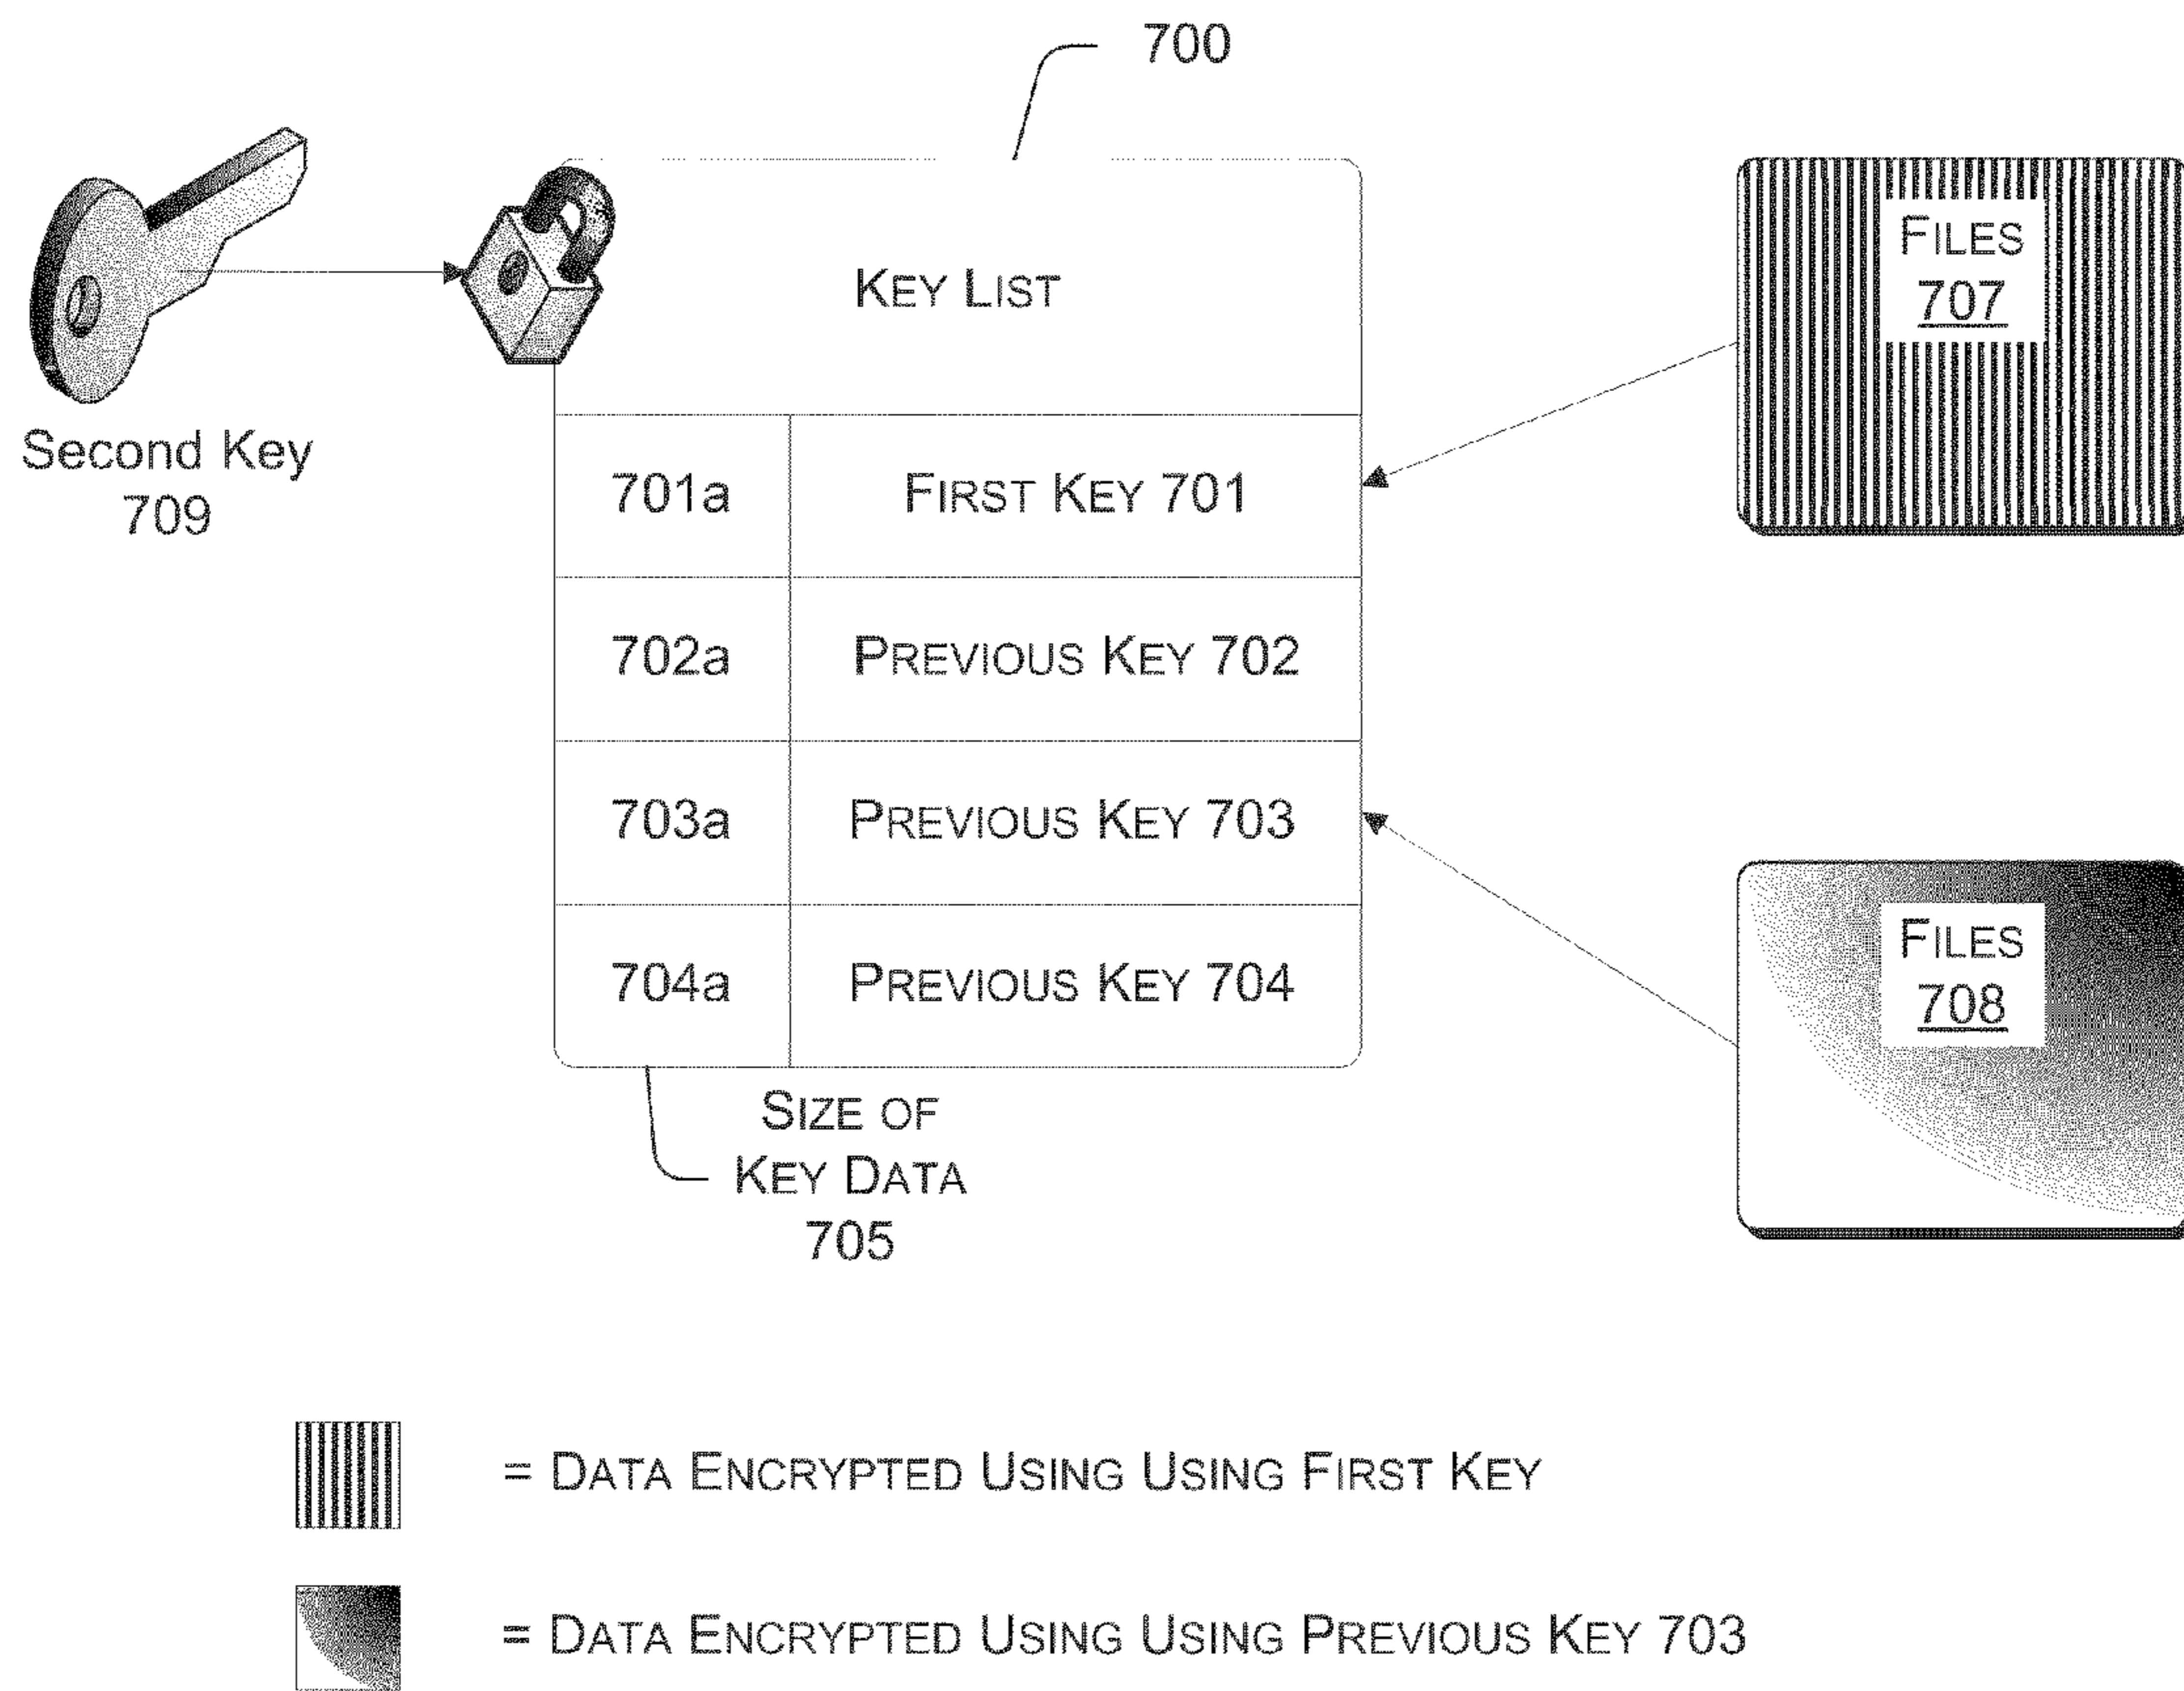 700
Second Key
709
KEY LIST
701a FIRST KEY 701
702a PREVIOUS KEY 702
703a PREVIOUS KEY 703
704a PREVIOUS KEY 704
SIZE OF
KEY DATA
705
FILES
707
FILES
708
= DATA ENCRYPTED USING USING FIRST KEY
= DATA ENCRYPTED USING USING PREVIOUS KEY 703